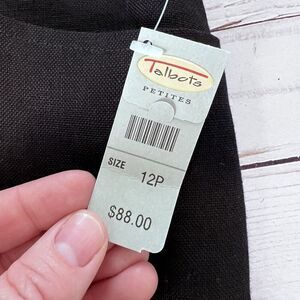 Talbots
PETITES
SIZE
12P
$88.00